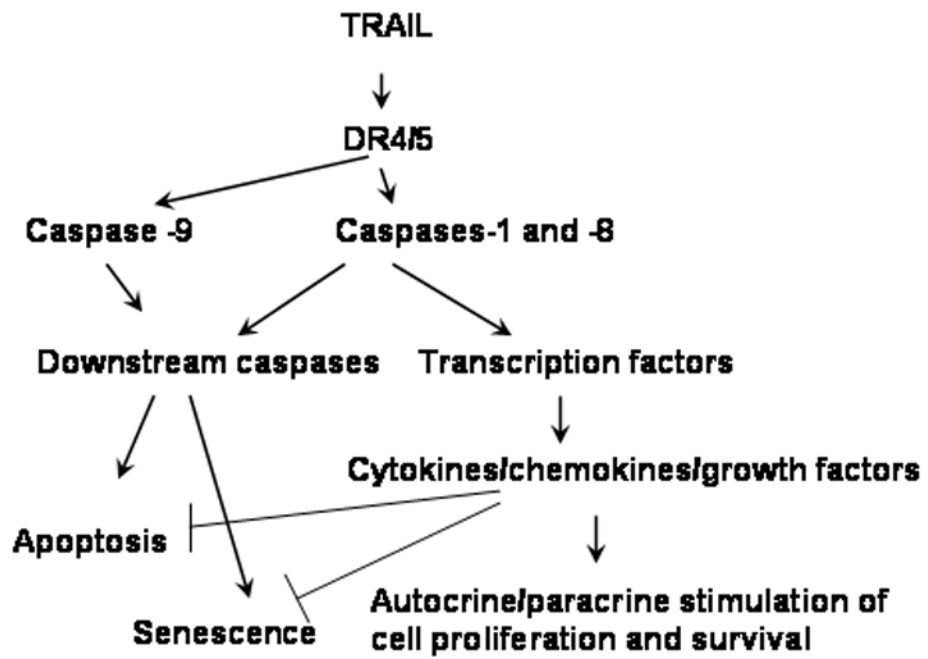 TRAIL
DR4/5
Caspase -9
Caspases-1 and -8
Downstream caspases
Transcription factors
Cytokines/chemokines/growth factors
Apoptosis
Senescence
Autocrine/paracrine stimulation of
cell proliferation and survival